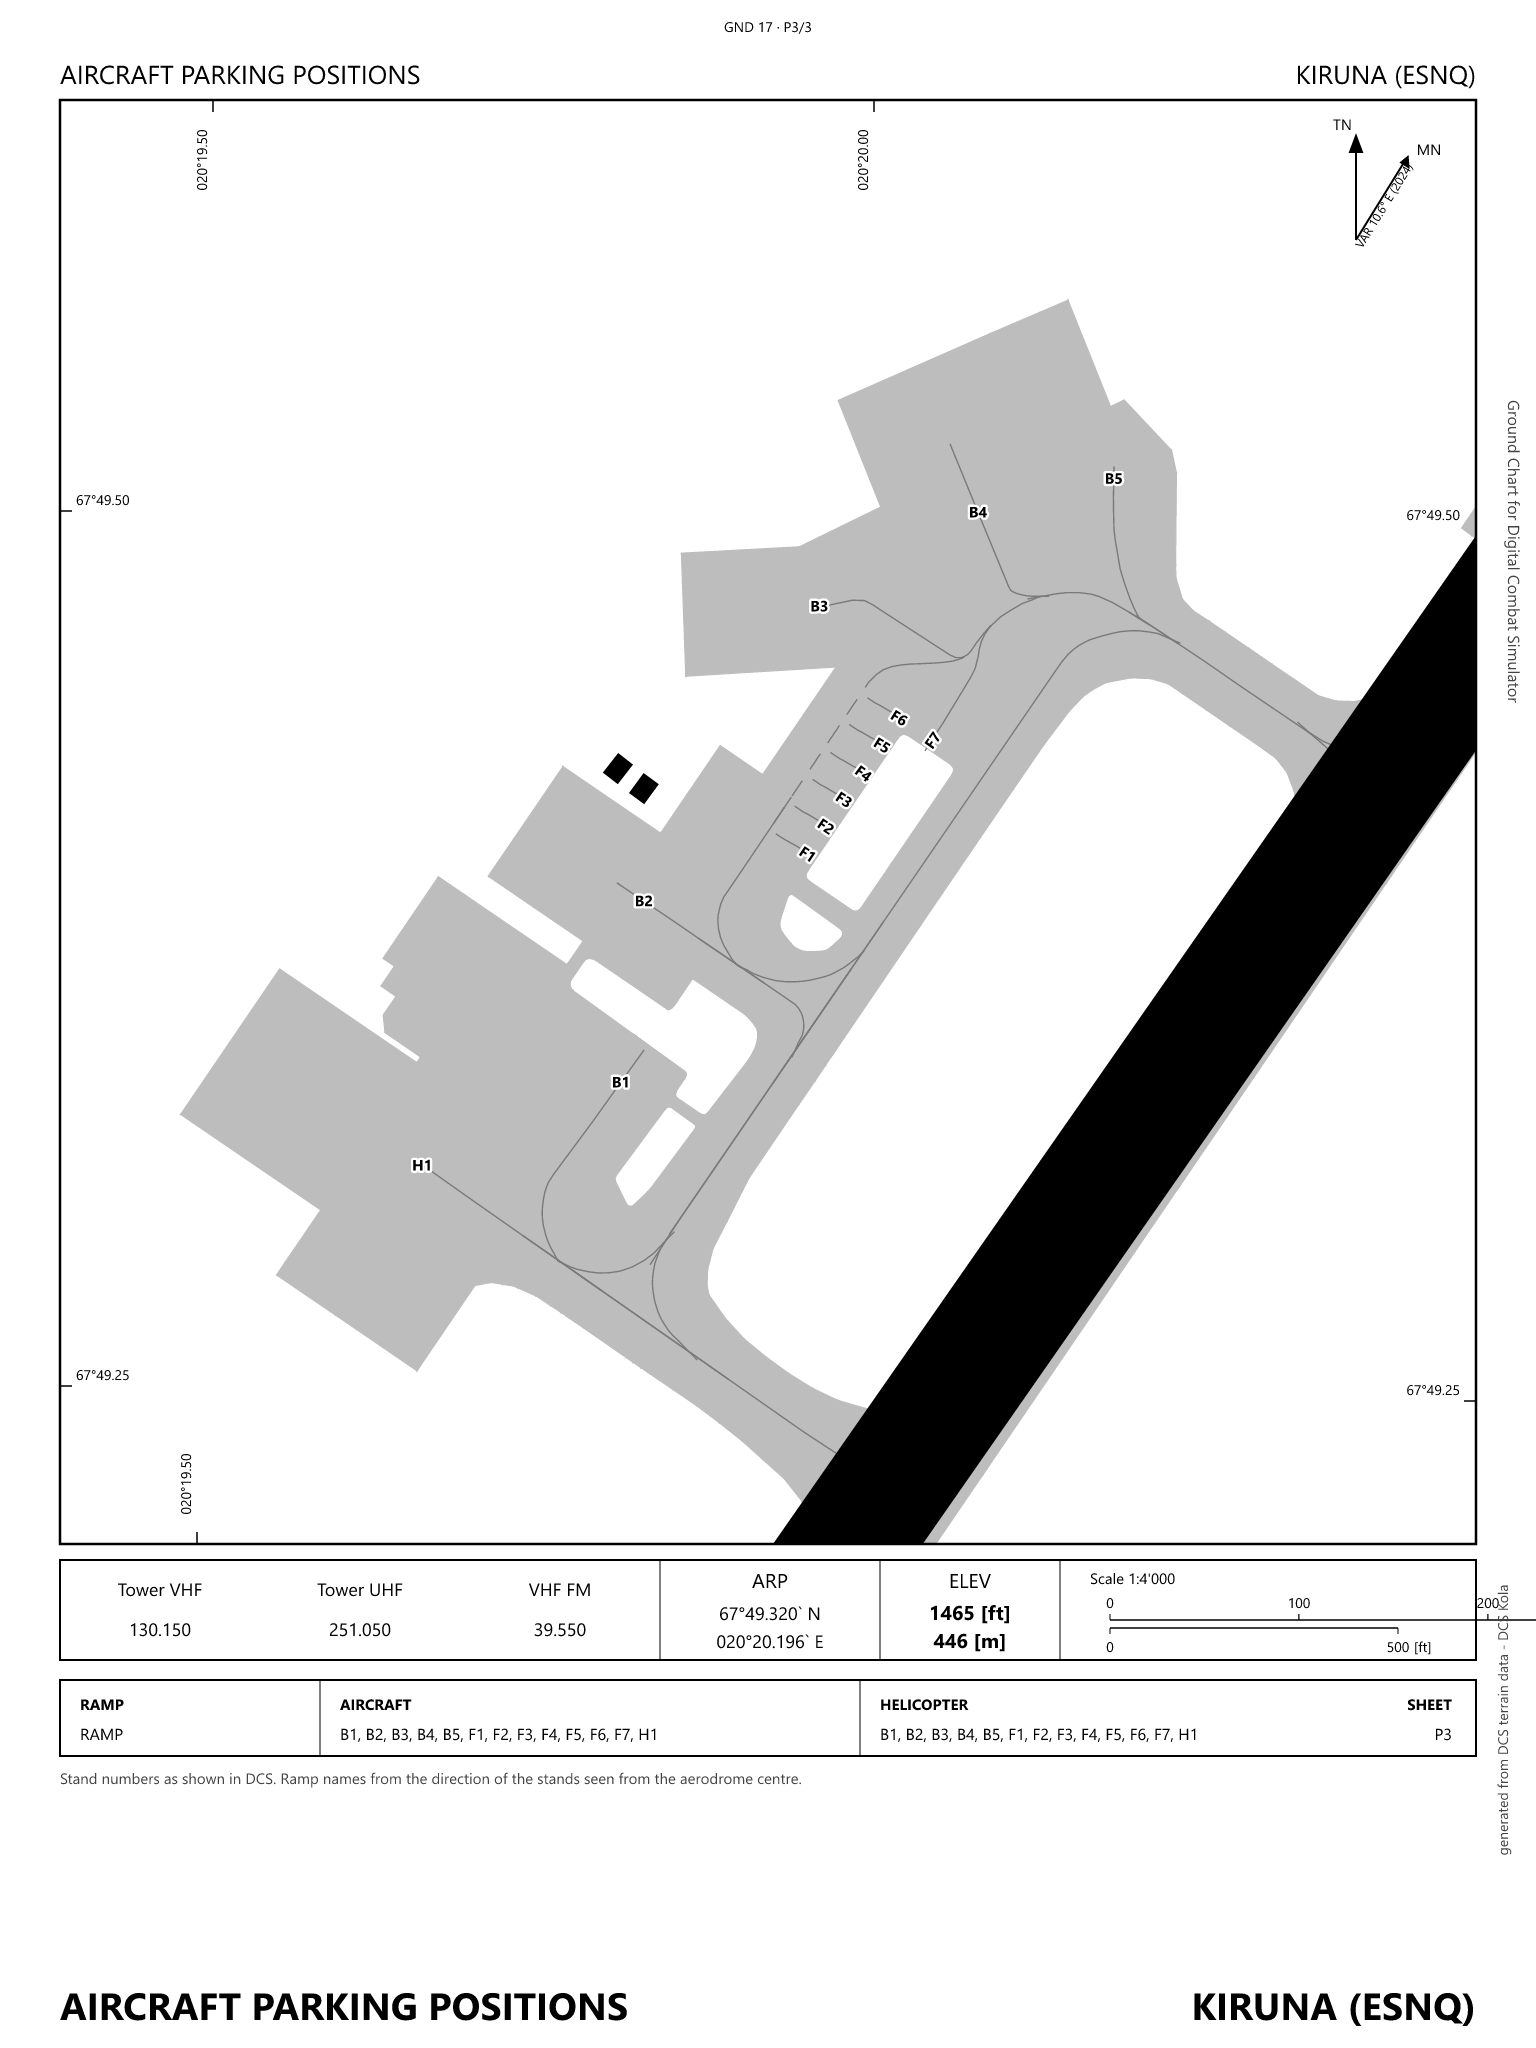 GND 17 · P3/3
AIRCRAFT PARKING POSITIONS
KIRUNA (ESNQ)
020°19.50
020°20.00
TN
MN
VAR 10.6° E (2024)
67°49.50
67°49.50
B5
B4
B3
F6
F7
F5
F4
F3
F2
F1
B2
B1
H1
67°49.25
67°49.25
020°19.50
Ground Chart for Digital Combat Simulator
Tower VHF
130.150
Tower UHF
251.050
VHF FM
39.550
ARP
67°49.320` N
020°20.196` E
ELEV
1465 [ft]
446 [m]
Scale 1:4'000
0 100 200
0 500 [ft]
generated from DCS terrain data - DCS Kola
RAMP
RAMP
AIRCRAFT
B1, B2, B3, B4, B5, F1, F2, F3, F4, F5, F6, F7, H1
HELICOPTER
B1, B2, B3, B4, B5, F1, F2, F3, F4, F5, F6, F7, H1
SHEET
P3
Stand numbers as shown in DCS. Ramp names from the direction of the stands seen from the aerodrome centre.
AIRCRAFT PARKING POSITIONS
KIRUNA (ESNQ)